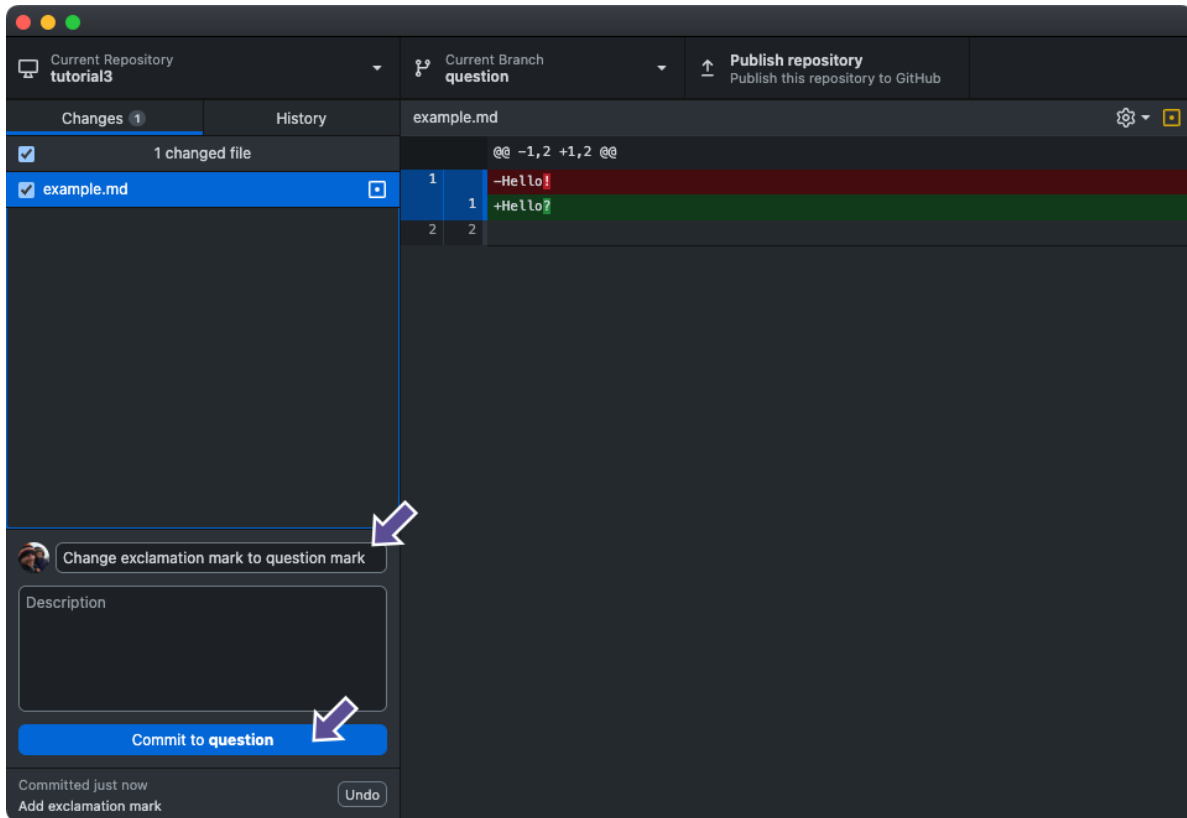 Current Repository
tutorial3
Current Branch
question
Publish repository
Publish this repository to GitHub
Changes 1
History
example.md
1 changed file
@@ -1,2 +1,2 @@
example.md
1 -Hello!
1 +Hello?
2 2
Change exclamation mark to question mark
Description
Commit to question
Committed just now
Add exclamation mark
Undo